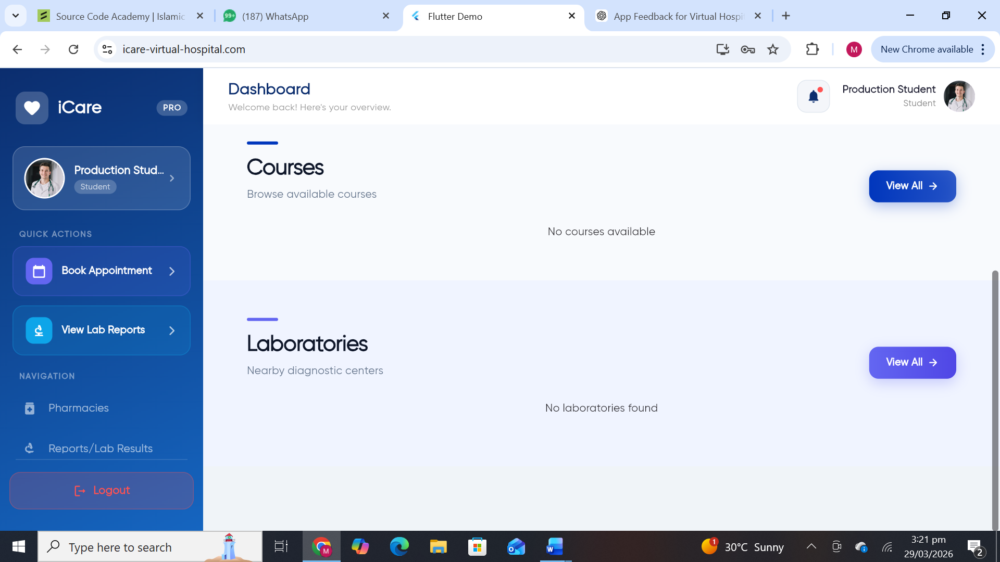 Source Code Academy | Islamic
99+
(187) WhatsApp
Flutter Demo
App Feedback for Virtual Hospi
icare-virtual-hospital.com
M
New Chrome available
iCare
PRO
Production Stud...
Student
QUICK ACTIONS
Book Appointment
View Lab Reports
NAVIGATION
Pharmacies
Reports/Lab Results
Logout
Dashboard
Welcome back! Here's your overview.
Production Student
Student
Courses
Browse available courses
View All
No courses available
Laboratories
Nearby diagnostic centers
View All
No laboratories found
Type here to search
M
1
30°C Sunny
3:21 pm
29/03/2026
2